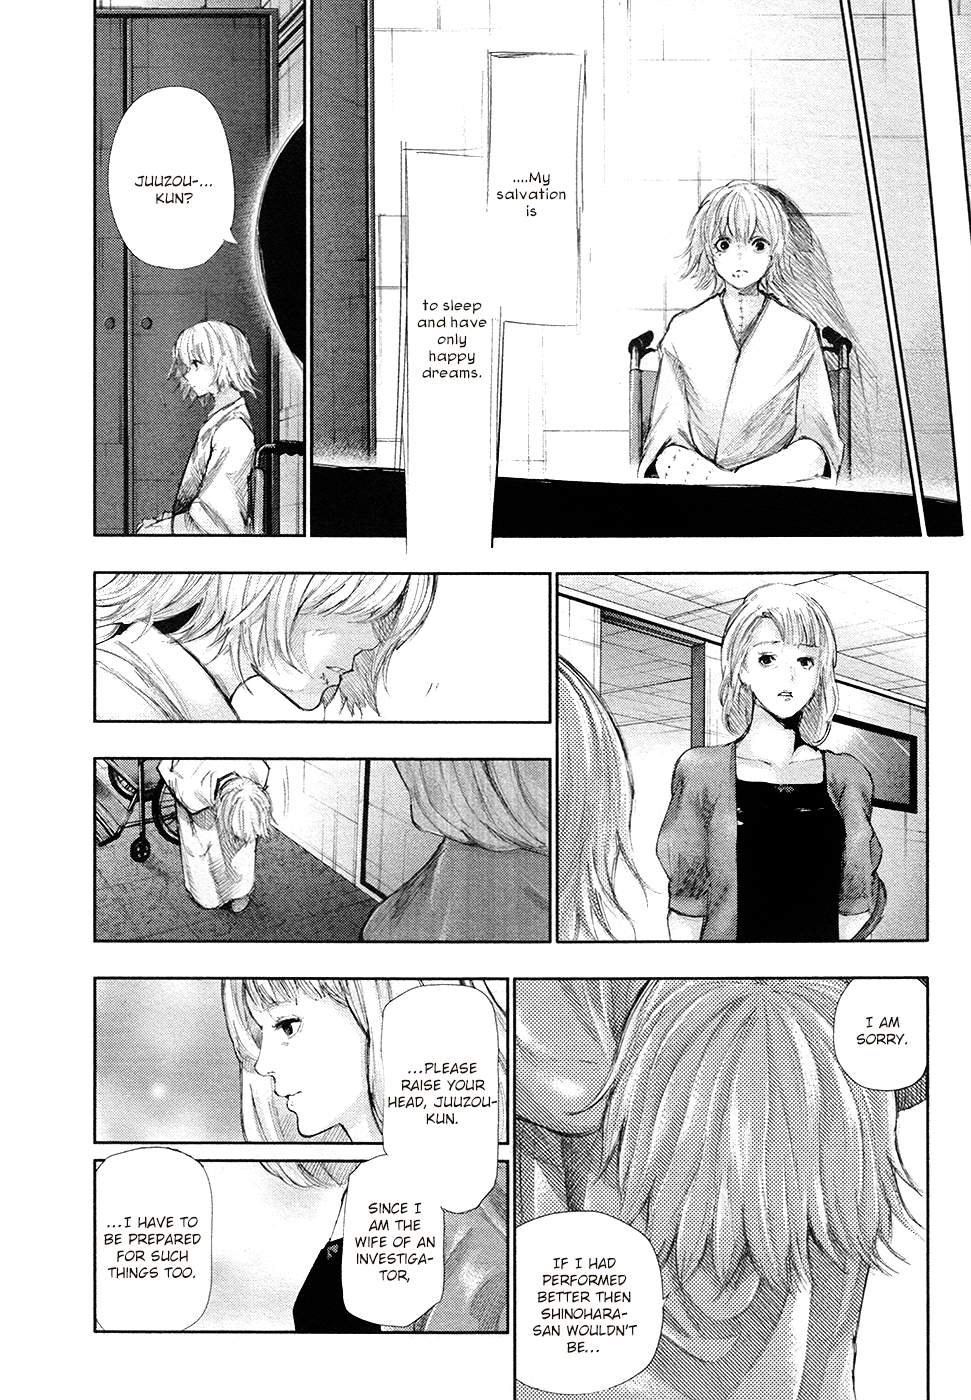 ....My
salvation
is
to sleep
and have
only
happy
dreams.
JUUZOU-...
KUN?
I AM
SORRY.
IF I HAD
PERFORMED
BETTER THEN
SHINOHARA-
SAN WOULDN'T
BE...
...PLEASE
RAISE YOUR
HEAD, JUUZOU-
KUN.
SINCE I
AM THE
WIFE OF AN
INVESTIGA-
TOR,
...I HAVE TO
BE PREPARED
FOR SUCH
THINGS TOO.